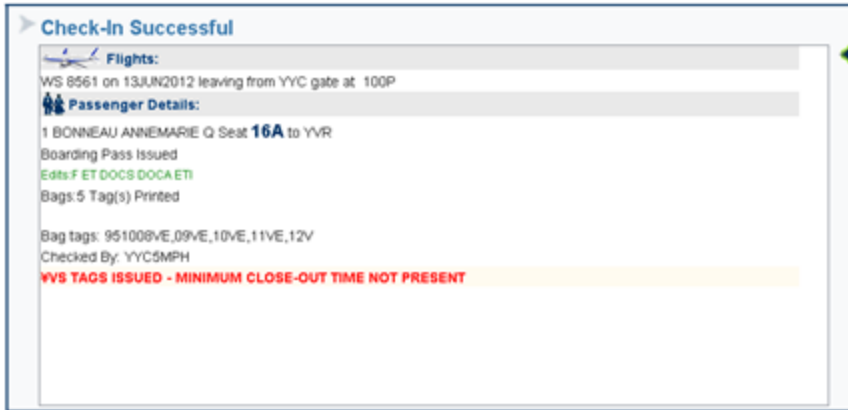 Check-In Successful
Flights:
WS 8561 on 13JUN2012 leaving from YYC gate at 100P
Passenger Details:
1 BONNEAU ANNEMARIE Q Seat 16A to YVR
Boarding Pass Issued
Edits:F ET DOCS DOCA ETI
Bags:5 Tag(s) Printed
Bag tags: 951008VE,09VE,10VE,11VE,12V
Checked By: YYC5MPH
¥VS TAGS ISSUED - MINIMUM CLOSE-OUT TIME NOT PRESENT